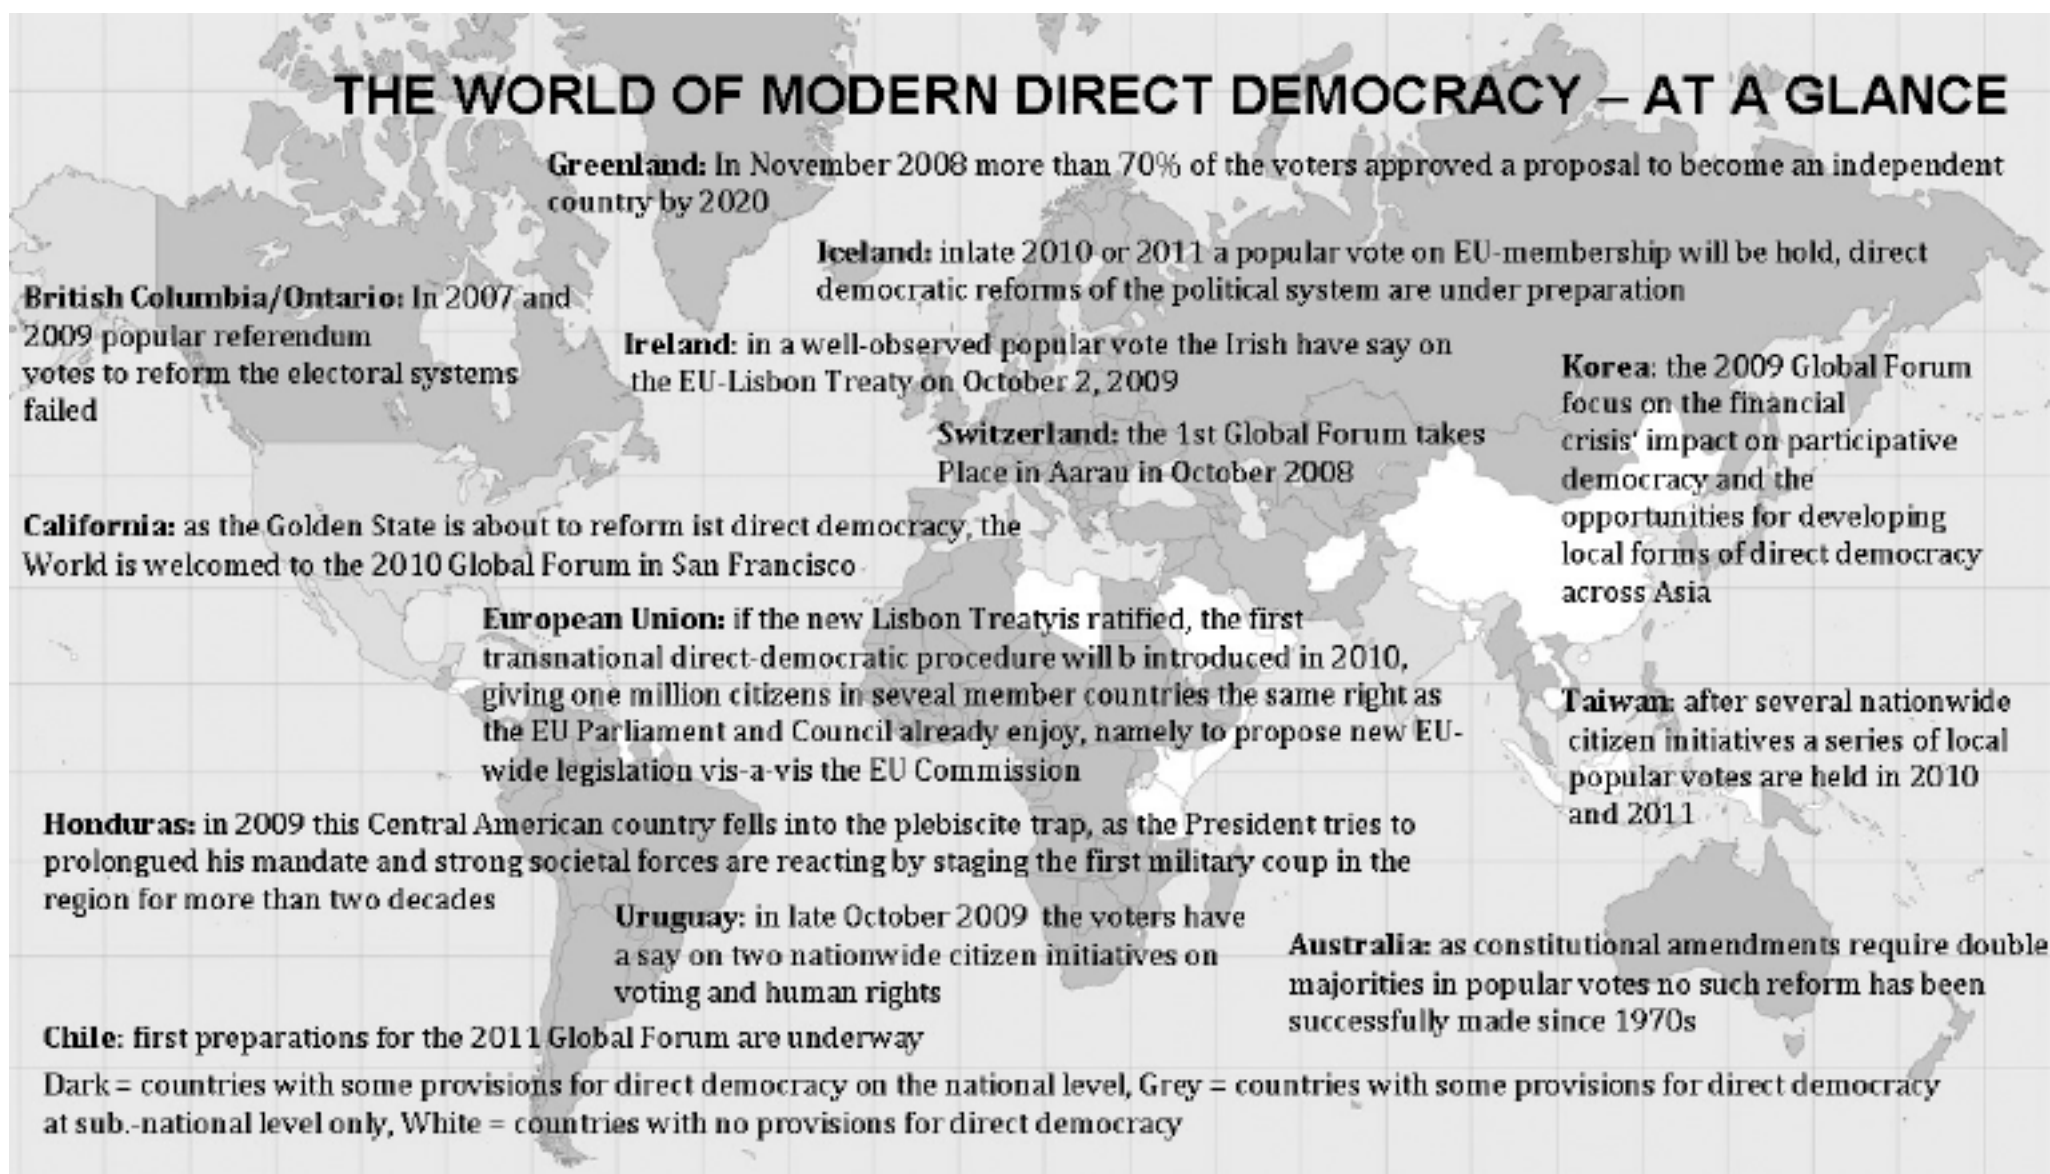 THE WORLD OF MODERN DIRECT DEMOCRACY – AT A GLANCE
Greenland: In November 2008 more than 70% of the voters approved a proposal to become an independent
country by 2020
Iceland: inlate 2010 or 2011 a popular vote on EU-membership will be hold, direct
democratic reforms of the political system are under preparation
British Columbia/Ontario: In 2007 and
2009 popular referendum
votes to reform the electoral systems
failed
Ireland: in a well-observed popular vote the Irish have say on
the EU-Lisbon Treaty on October 2, 2009
Korea: the 2009 Global Forum
focus on the financial
crisis' impact on participative
democracy and the
opportunities for developing
local forms of direct democracy
across Asia
Switzerland: the 1st Global Forum takes
Place in Aarau in October 2008
California: as the Golden State is about to reform ist direct democracy, the
World is welcomed to the 2010 Global Forum in San Francisco
European Union: if the new Lisbon Treatyis ratified, the first
transnational direct-democratic procedure will b introduced in 2010,
giving one million citizens in seveal member countries the same right as
the EU Parliament and Council already enjoy, namely to propose new EU-
wide legislation vis-a-vis the EU Commission
Taiwan: after several nationwide
citizen initiatives a series of local
popular votes are held in 2010
and 2011
Honduras: in 2009 this Central American country fells into the plebiscite trap, as the President tries to
prolongued his mandate and strong societal forces are reacting by staging the first military coup in the
region for more than two decades
Uruguay: in late October 2009 the voters have
a say on two nationwide citizen initiatives on
voting and human rights
Australia: as constitutional amendments require double
majorities in popular votes no such reform has been
successfully made since 1970s
Chile: first preparations for the 2011 Global Forum are underway
Dark = countries with some provisions for direct democracy on the national level, Grey = countries with some provisions for direct democracy
at sub.-national level only, White = countries with no provisions for direct democracy